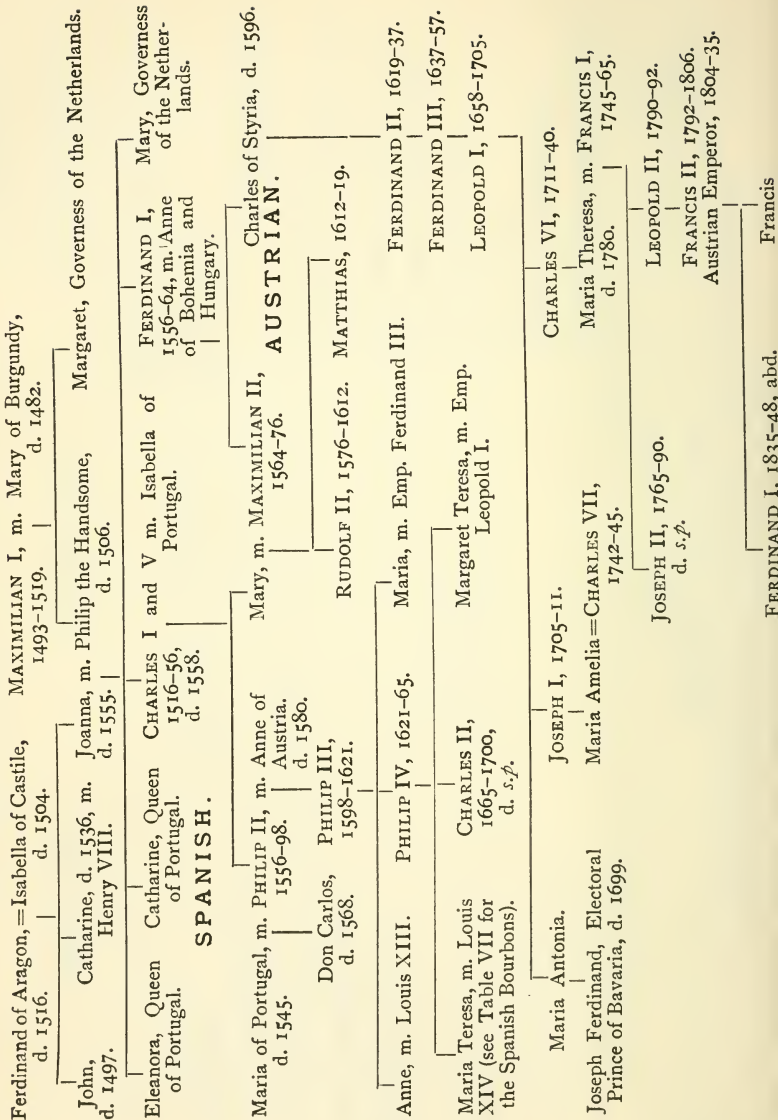 Ferdinand of Aragon,=Isabella of Castile,
d. 1516.
d. 1504.
MAXIMILIAN I, m. Mary of Burgundy,
1493–1519.
d. 1482.
John,
d. 1497.
Catharine, d. 1536, m.
Henry VIII.
Joanna, m. Philip the Handsome,
d. 1555.
d. 1506.
Margaret, Governess of the Netherlands.
Eleanora, Queen
of Portugal.
Catharine, Queen
of Portugal.
CHARLES I and V m. Isabella of
1516–56,
Portugal.
d. 1558.
FERDINAND I,
1556–64, m. Anne
of Bohemia and
Hungary.
Mary, Governess
of the Nether-
lands.
SPANISH.
AUSTRIAN.
Maria of Portugal, m. PHILIP II, m. Anne of
d. 1545.
1556–98.
Austria.
d. 1580.
Mary, m. MAXIMILIAN II,
1564–76.
Charles of Styria, d. 1596.
Don Carlos,
d. 1568.
PHILIP III,
1598–1621.
RUDOLF II, 1576–1612.
MATTHIAS, 1612–19.
Anne, m. Louis XIII.
PHILIP IV, 1621–65.
Maria, m. Emp. Ferdinand III.
FERDINAND II, 1619–37.
FERDINAND III, 1637–57.
Maria Teresa, m. Louis
XIV (see Table VII for
the Spanish Bourbons).
CHARLES II,
1665–1700,
d. s.p.
Margaret Teresa, m. Emp.
Leopold I.
LEOPOLD I, 1658–1705.
Maria Antonia.
JOSEPH I, 1705–11.
CHARLES VI, 1711–40.
Joseph Ferdinand, Electoral
Prince of Bavaria, d. 1699.
Maria Amelia=CHARLES VII,
1742–45.
Maria Theresa, m. FRANCIS I,
d. 1780.
1745–65.
JOSEPH II, 1765–90.
d. s.p.
LEOPOLD II, 1790–92.
FRANCIS II, 1792–1806.
Austrian Emperor, 1804–35.
FERDINAND I, 1835–48, abd.
Francis